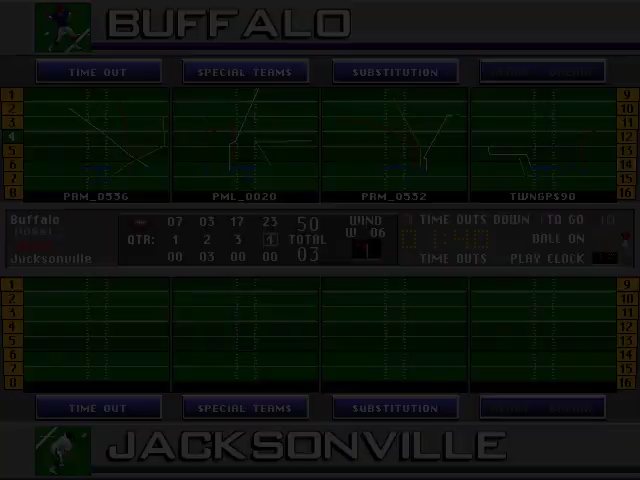 BUFFALO
TIME OUT SPECIAL TEAMS SUBSTITUTION
1 9
2 10
3 11
4 12
5 13
6 14
7 15
8 16
PRM_0536 PML_0020 PRM_0532 TWNGPS90
Buffalo 07 03 17 23 50 WIND TIME OUTS DOWN TO GO 10
QTR: 1 2 3 4 TOTAL W 06 BALL ON
Jacksonville 00 03 00 00 03 TIME OUTS PLAY CLOCK
1 9
2 10
3 11
4 12
5 13
6 14
7 15
8 16
TIME OUT SPECIAL TEAMS SUBSTITUTION
JACKSONVILLE